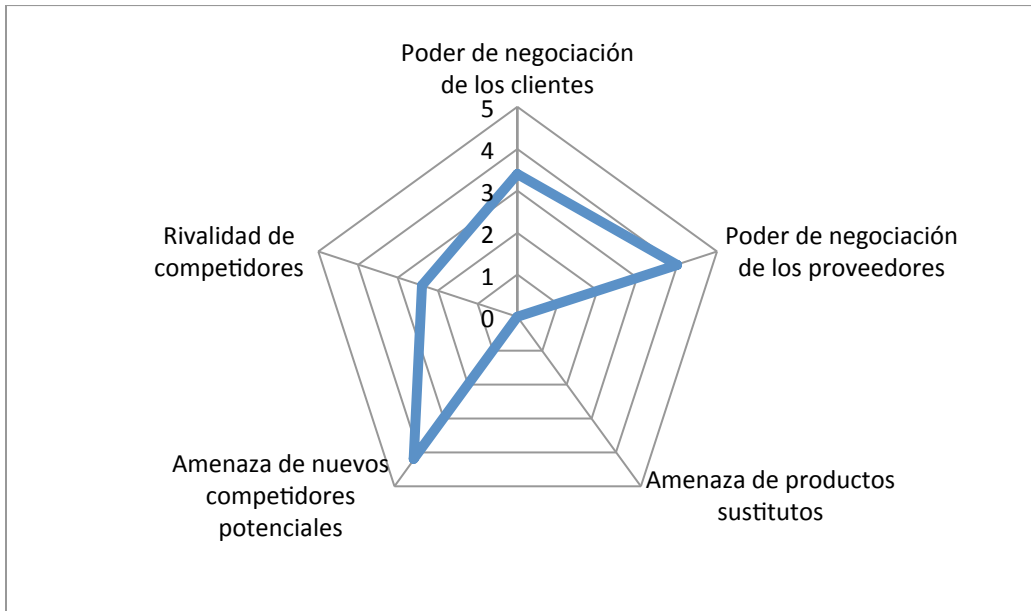 Poder de negociación
de los clientes
5
4
3
2
1
0
Poder de negociación
de los proveedores
Amenaza de productos
sustitutos
Amenaza de nuevos
competidores
potenciales
Rivalidad de
competidores